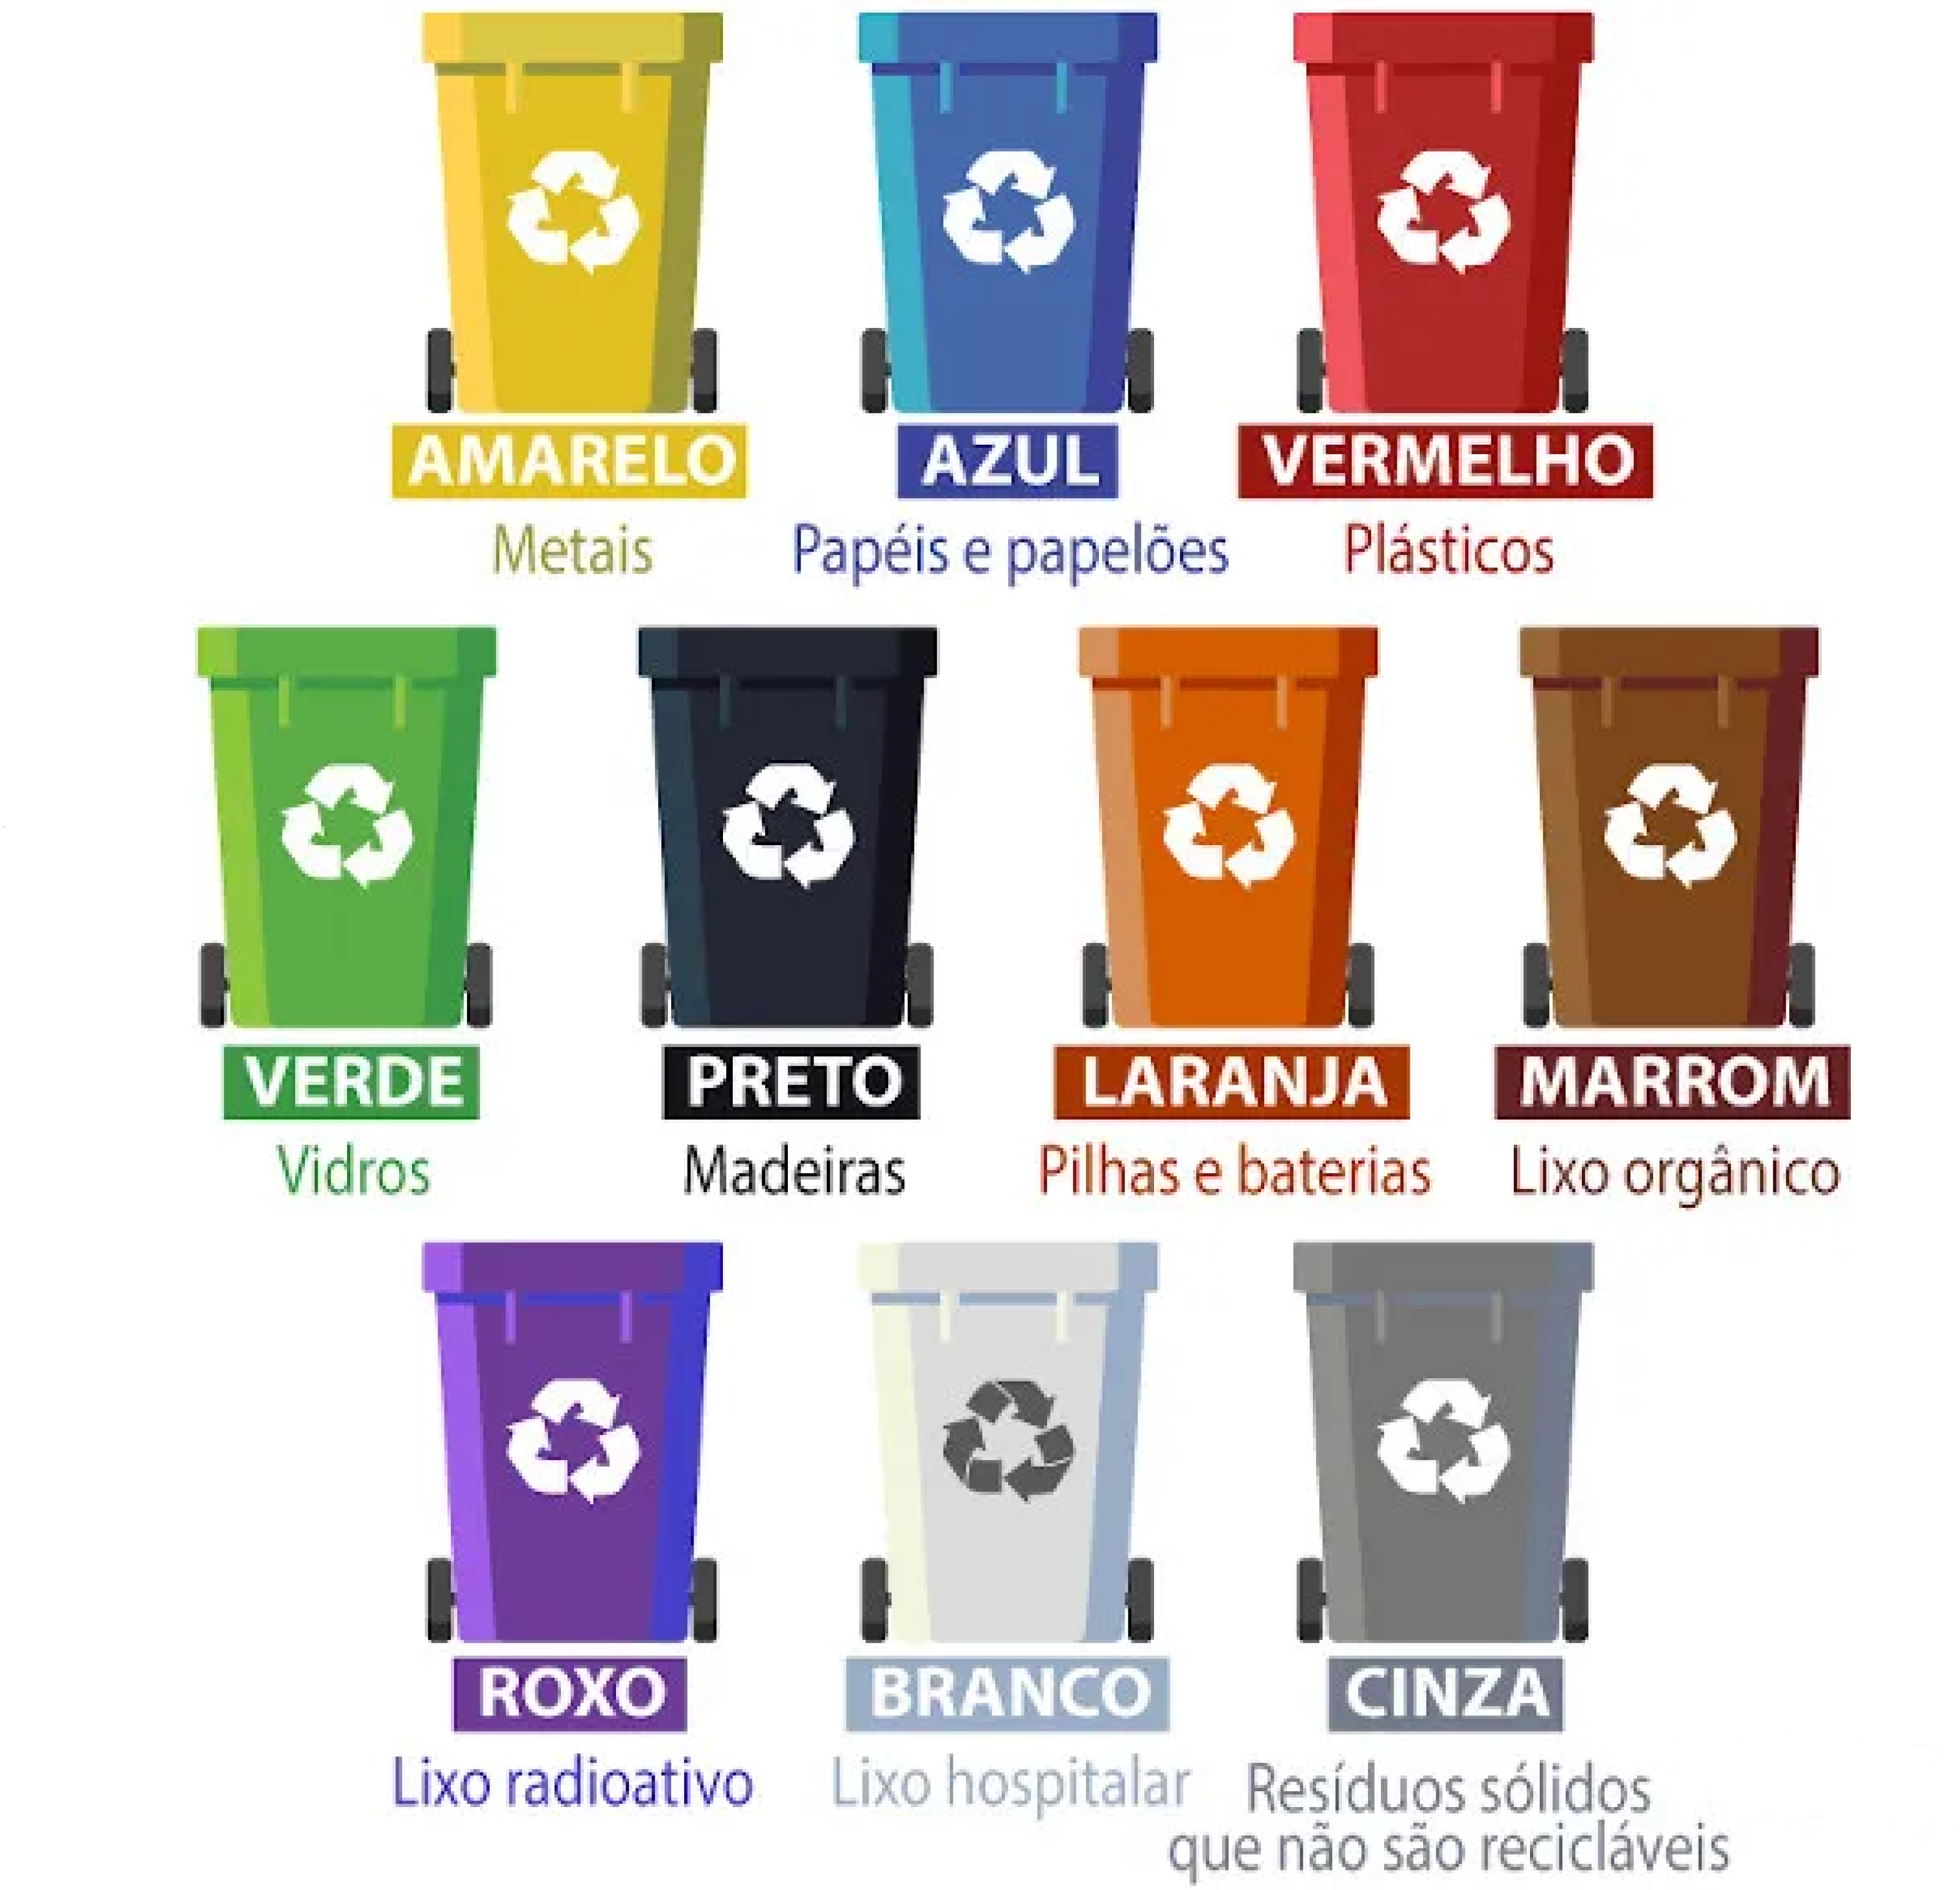 AMARELO AZUL VERMELHO
Metais Papéis e papelões Plásticos
VERDE PRETO LARANJA MARROM
Vidros Madeiras Pilhas e baterias Lixo orgânico
ROXO BRANCO CINZA
Lixo radioativo Lixo hospitalar Resíduos sólidos
que não são recicláveis